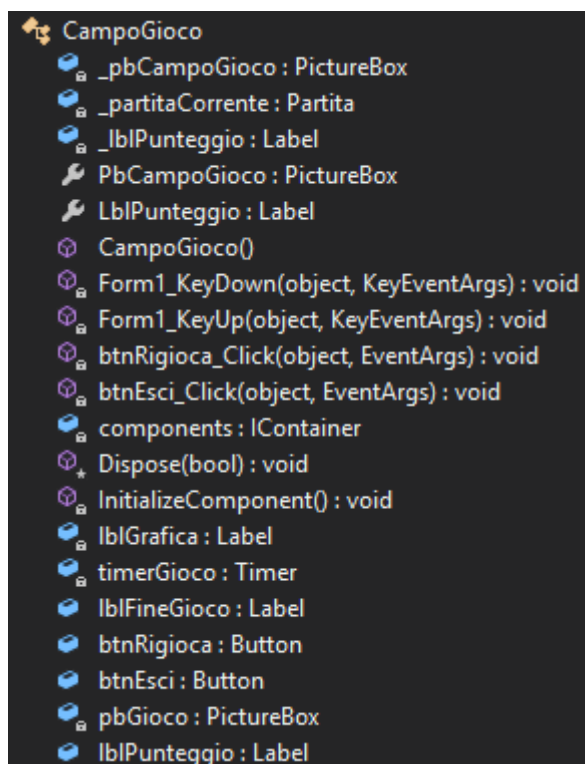 CampoGioco
_pbCampoGioco : PictureBox
_partitaCorrente : Partita
_lblPunteggio : Label
PbCampoGioco : PictureBox
LblPunteggio : Label
CampoGioco()
Form1_KeyDown(object, KeyEventArgs) : void
Form1_KeyUp(object, KeyEventArgs) : void
btnRigioca_Click(object, EventArgs) : void
btnEsci_Click(object, EventArgs) : void
components : IContainer
Dispose(bool) : void
InitializeComponent() : void
lblGrafica : Label
timerGioco : Timer
lblFineGioco : Label
btnRigioca : Button
btnEsci : Button
pbGioco : PictureBox
lblPunteggio : Label